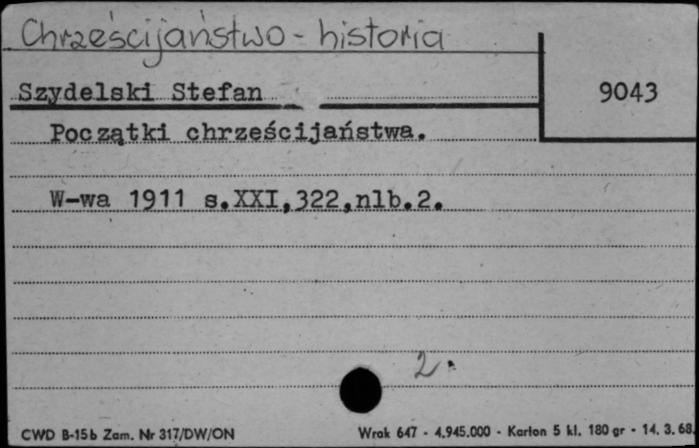 Chrześcijaństwo - historia
Szydelski Stefan
9043
Początki chrześcijaństwa.
W-wa 1911 s.XXI,322,nlb.2.
2.
CWD B-15b Zam. Nr 317/DW/ON
Wrak 647 - 4.945.000 - Karton 5 kl. 180 gr - 14. 3. 68.